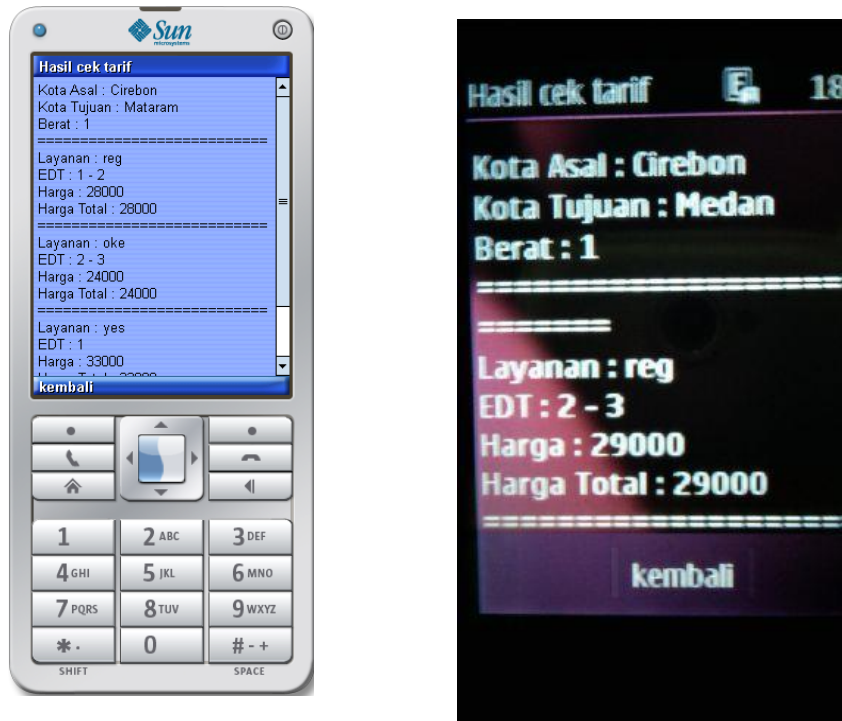 Sun
microsystems
Hasil cek tarif
Kota Asal : Cirebon
Kota Tujuan : Mataram
Berat : 1
===========================
Layanan : reg
EDT : 1 - 2
Harga : 28000
Harga Total : 28000
===========================
Layanan : oke
EDT : 2 - 3
Harga : 24000
Harga Total : 24000
===========================
Layanan : yes
EDT : 1
Harga : 33000
kembali
1
2 ABC
3 DEF
4 GHI
5 JKL
6 MNO
7 PQRS
8 TUV
9 WXYZ
* .
0
# - +
SHIFT
SPACE
Hasil cek tarif
E
18
Kota Asal : Cirebon
Kota Tujuan : Medan
Berat : 1
====================
=======
Layanan : reg
EDT : 2 - 3
Harga : 29000
Harga Total : 29000
====================
kembali